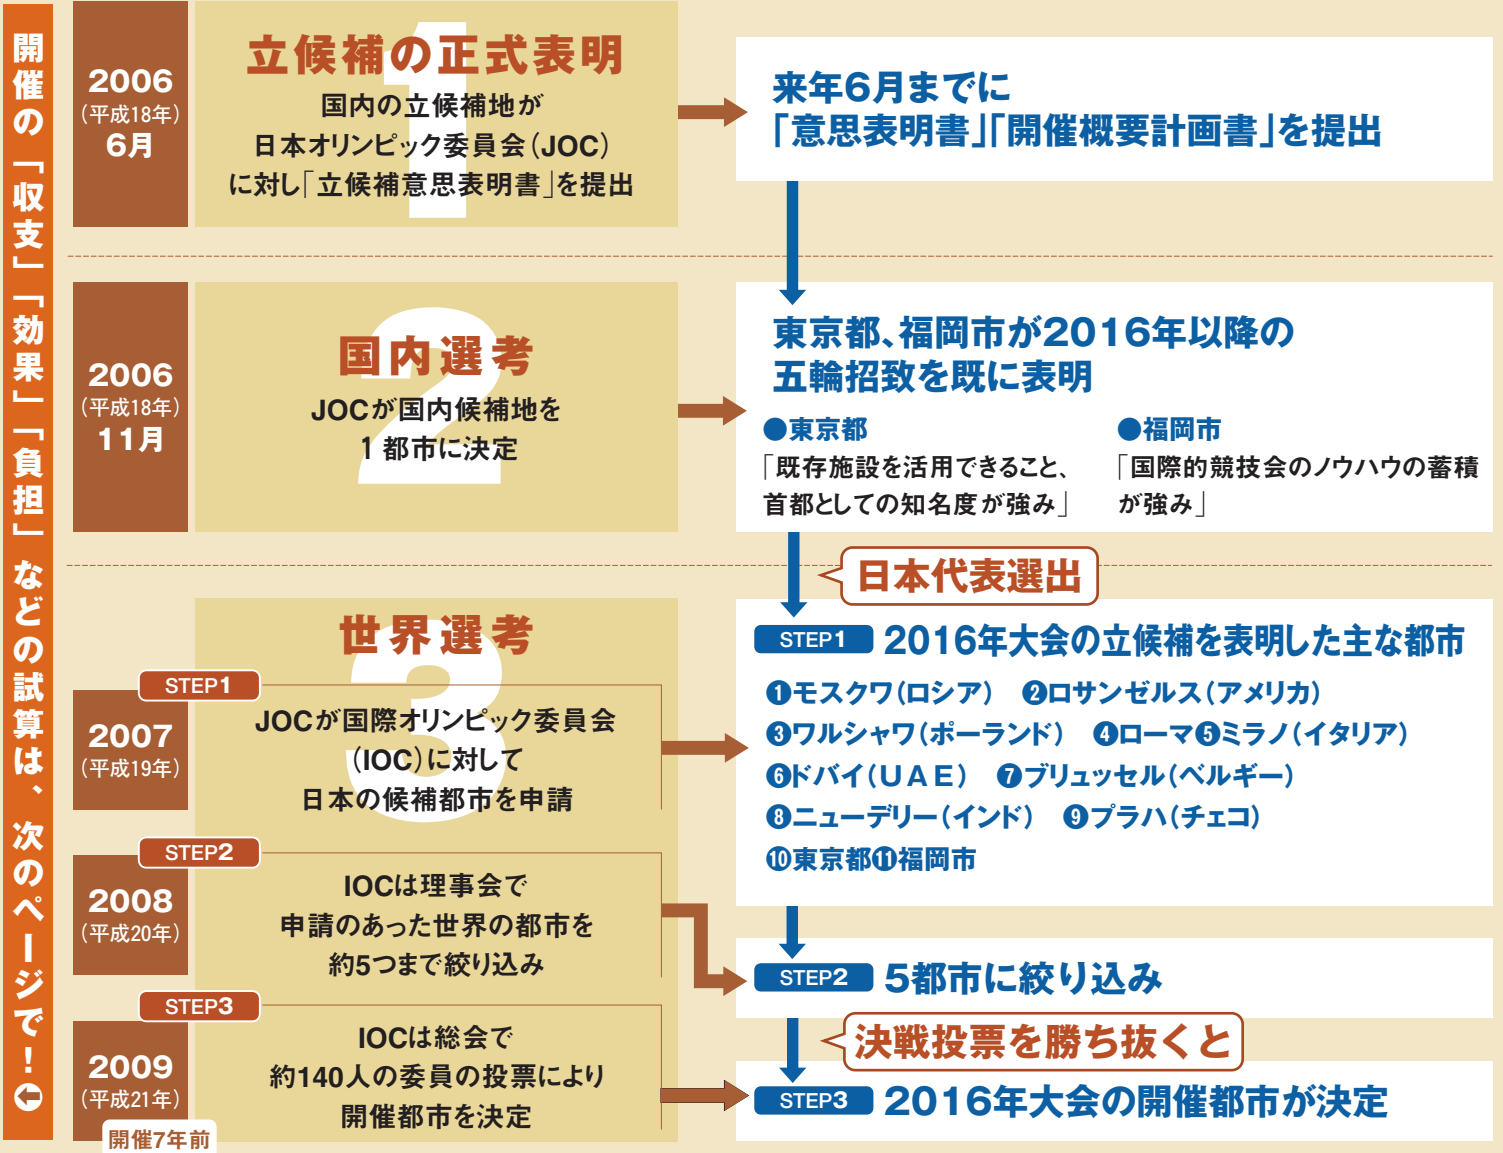 開催の「収支」「効果」「負担」などの試算は、次のページで!
2006
(平成18年)
6月
1
立候補の正式表明
国内の立候補地が
日本オリンピック委員会(JOC)
に対し「立候補意思表明書」を提出
来年6月までに
「意思表明書」「開催概要計画書」を提出
2006
(平成18年)
11月
2
国内選考
JOCが国内候補地を
1都市に決定
東京都、福岡市が2016年以降の
五輪招致を既に表明
●東京都
「既存施設を活用できること、
首都としての知名度が強み」
●福岡市
「国際的競技会のノウハウの蓄積
が強み」
日本代表選出
3
世界選考
STEP1
2007
(平成19年)
JOCが国際オリンピック委員会
(IOC)に対して
日本の候補都市を申請
STEP1 2016年大会の立候補を表明した主な都市
❶モスクワ(ロシア) ❷ロサンゼルス(アメリカ)
❸ワルシャワ(ポーランド) ❹ローマ❺ミラノ(イタリア)
❻ドバイ(UAE) ❼ブリュッセル(ベルギー)
❽ニューデリー(インド) ❾プラハ(チェコ)
❿東京都⓫福岡市
STEP2
2008
(平成20年)
IOCは理事会で
申請のあった世界の都市を
約5つまで絞り込み
STEP2 5都市に絞り込み
決戦投票を勝ち抜くと
STEP3
2009
(平成21年)
開催7年前
IOCは総会で
約140人の委員の投票により
開催都市を決定
STEP3 2016年大会の開催都市が決定